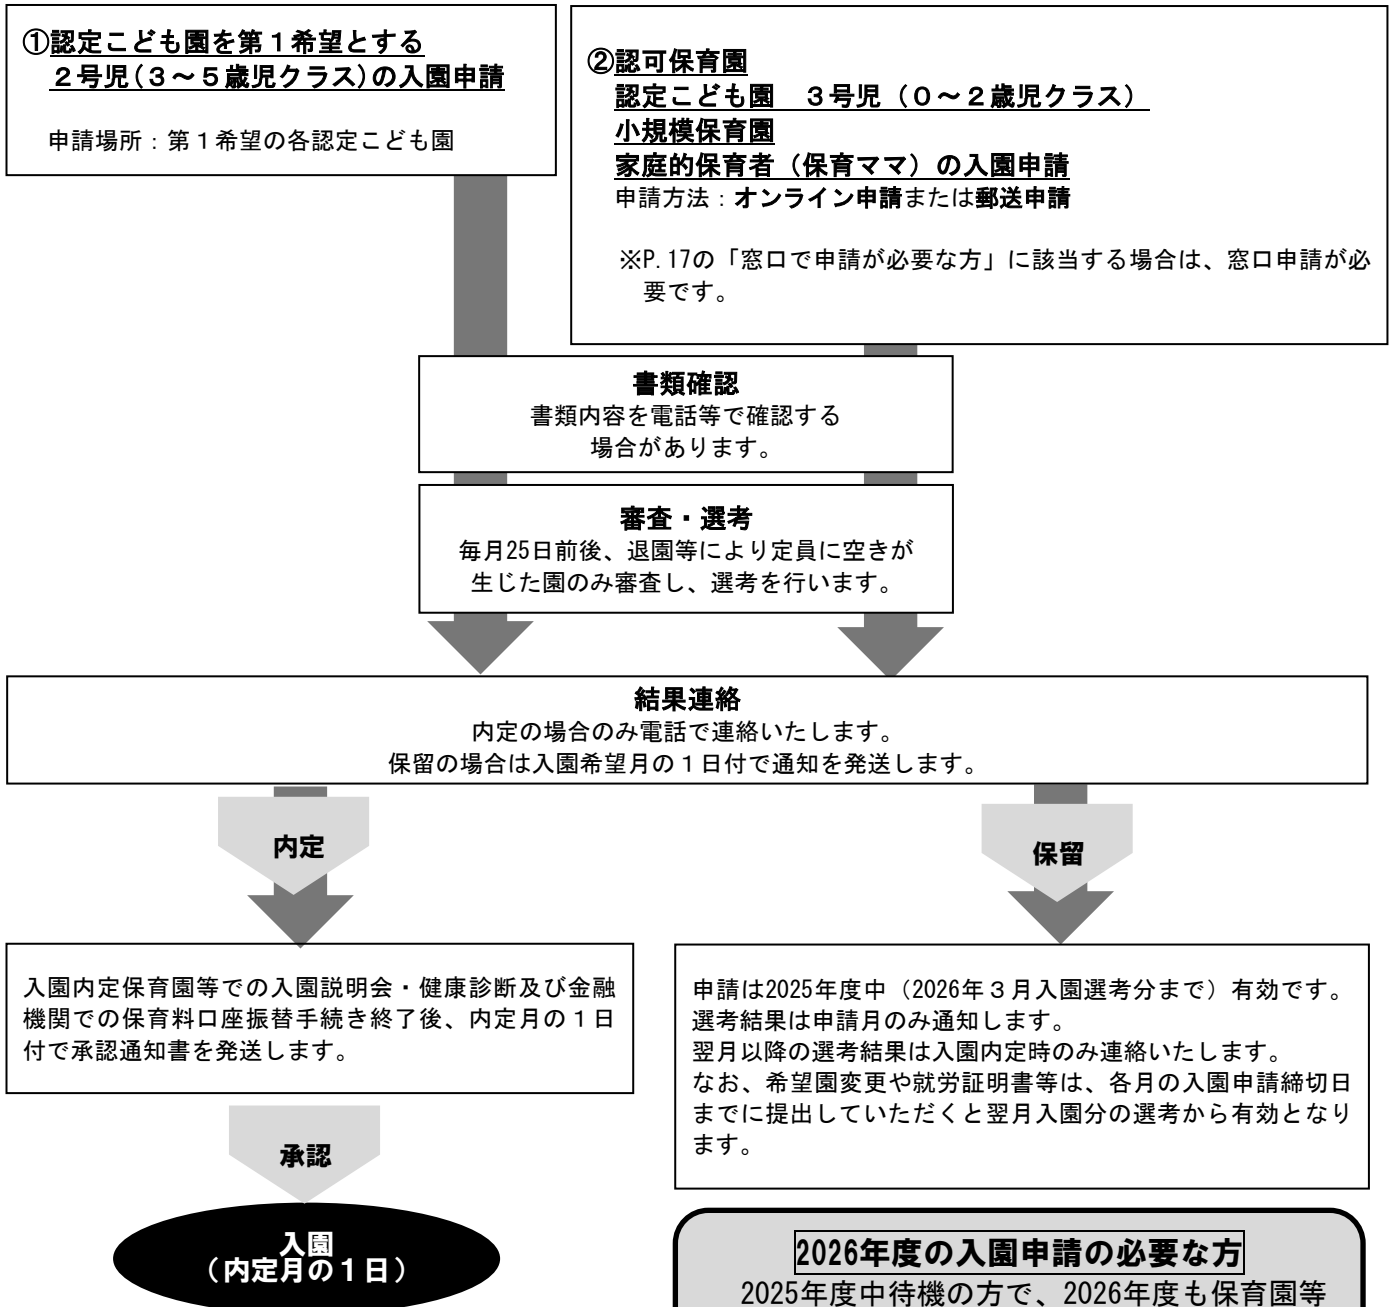 ①認定こども園を第１希望とする
２号児(３～５歳児クラス)の入園申請
申請場所：第１希望の各認定こども園
②認可保育園
認定こども園　３号児（０～２歳児クラス）
小規模保育園
家庭的保育者（保育ママ）の入園申請
申請方法：オンライン申請または郵送申請
※P.17の「窓口で申請が必要な方」に該当する場合は、窓口申請が必
要です。
書類確認
書類内容を電話等で確認する
場合があります。
審査・選考
毎月25日前後、退園等により定員に空きが
生じた園のみ審査し、選考を行います。
結果連絡
内定の場合のみ電話で連絡いたします。
保留の場合は入園希望月の１日付で通知を発送します。
内定
保留
入園内定保育園等での入園説明会・健康診断及び金融
機関での保育料口座振替手続き終了後、内定月の１日
付で承認通知書を発送します。
申請は2025年度中（2026年３月入園選考分まで）有効です。
選考結果は申請月のみ通知します。
翌月以降の選考結果は入園内定時のみ連絡いたします。
なお、希望園変更や就労証明書等は、各月の入園申請締切日
までに提出していただくと翌月入園分の選考から有効となり
ます。
承認
入園
（内定月の１日）
2026年度の入園申請の必要な方
2025年度中待機の方で、2026年度も保育園等